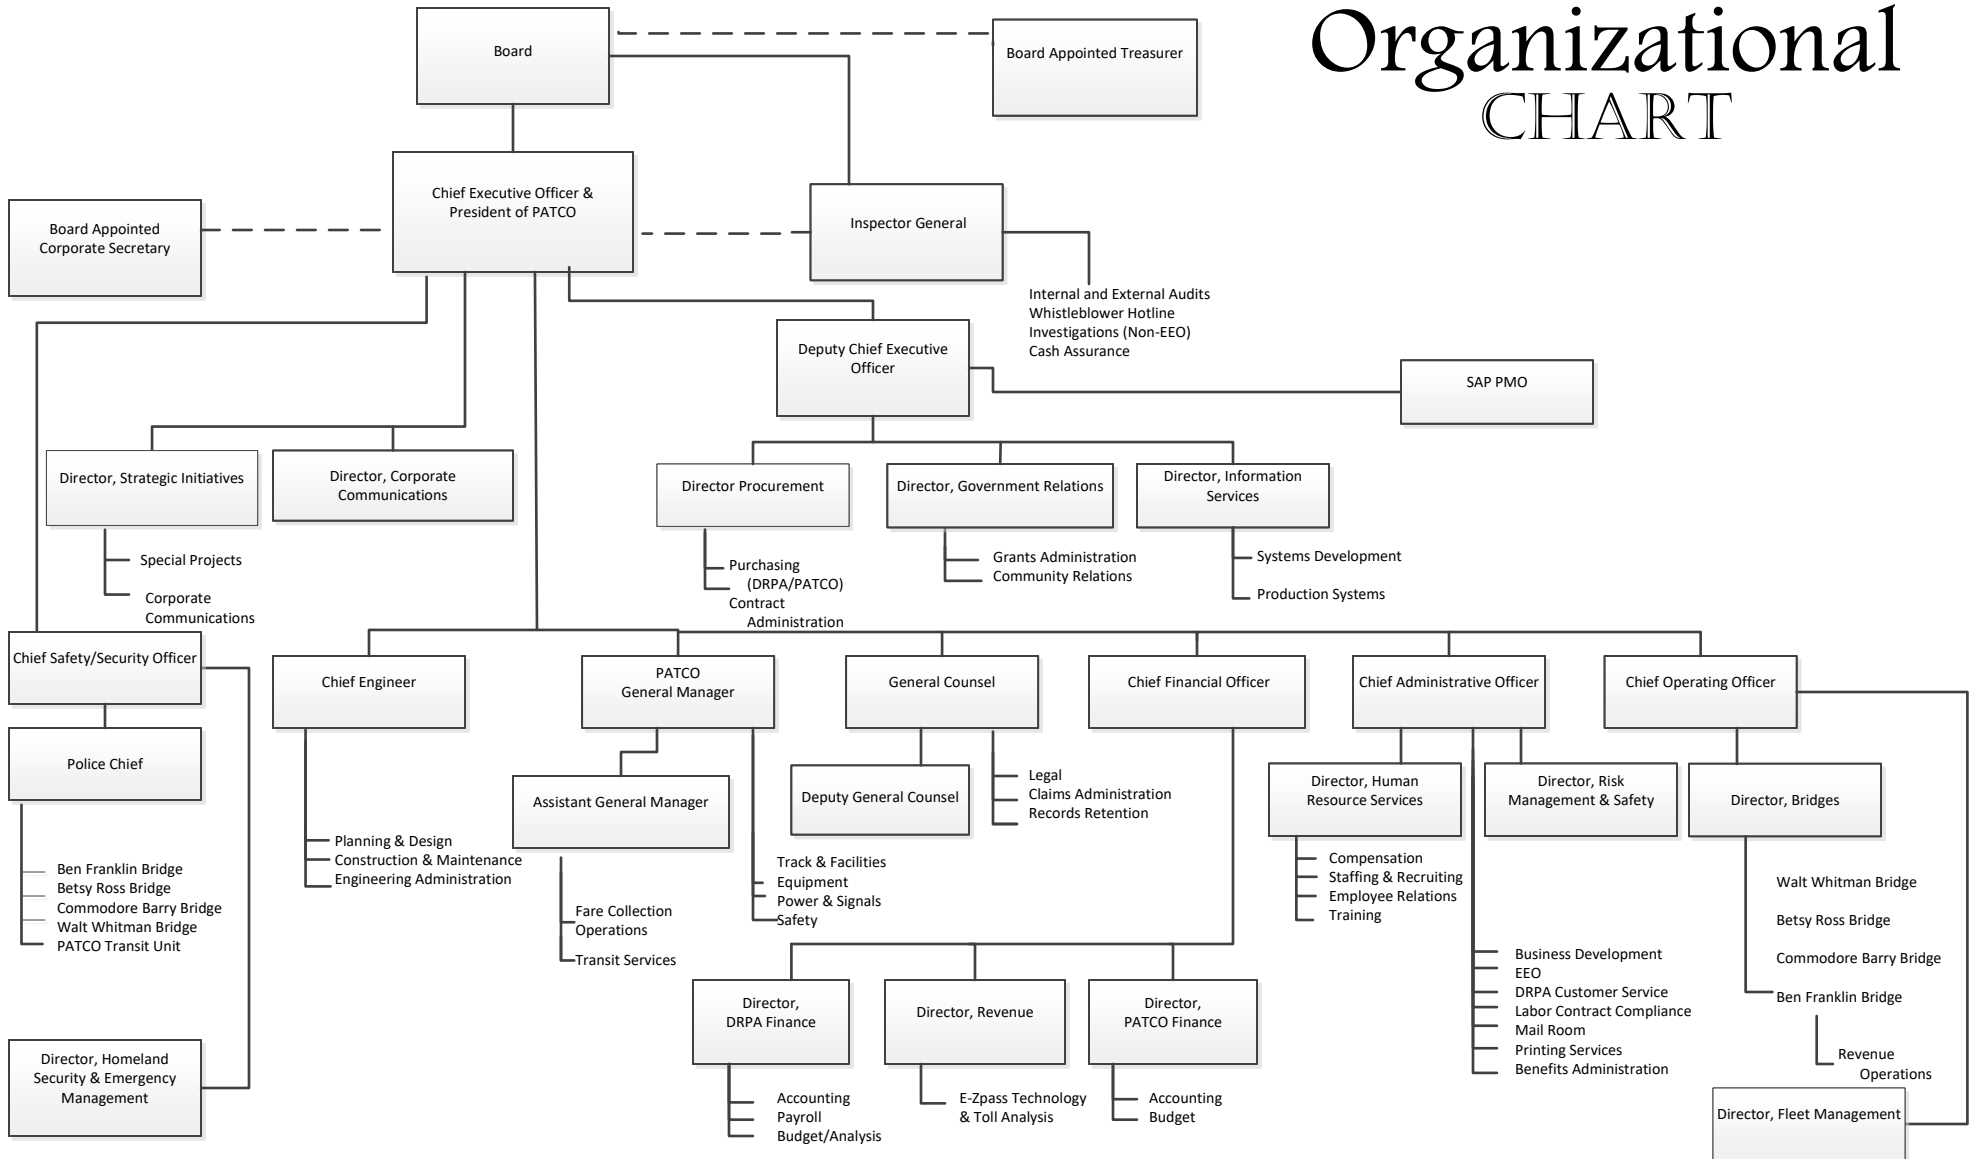 Organizational
CHART
Board
Board Appointed Treasurer
Chief Executive Officer &
President of PATCO
Board Appointed
Corporate Secretary
Inspector General
Internal and External Audits
Whistleblower Hotline
Investigations (Non-EEO)
Cash Assurance
Deputy Chief Executive
Officer
SAP PMO
Director, Strategic Initiatives
Director, Corporate
Communications
Director Procurement
Director, Government Relations
Director, Information
Services
Special Projects
Corporate
Communications
Purchasing
(DRPA/PATCO)
Contract
Administration
Grants Administration
Community Relations
Systems Development
Production Systems
Chief Safety/Security Officer
Chief Engineer
PATCO
General Manager
General Counsel
Chief Financial Officer
Chief Administrative Officer
Chief Operating Officer
Police Chief
Assistant General Manager
Deputy General Counsel
Legal
Claims Administration
Records Retention
Director, Human
Resource Services
Director, Risk
Management & Safety
Director, Bridges
Planning & Design
Construction & Maintenance
Engineering Administration
Track & Facilities
Equipment
Power & Signals
Safety
Compensation
Staffing & Recruiting
Employee Relations
Training
Ben Franklin Bridge
Betsy Ross Bridge
Commodore Barry Bridge
Walt Whitman Bridge
PATCO Transit Unit
Fare Collection
Operations
Transit Services
Walt Whitman Bridge
Betsy Ross Bridge
Commodore Barry Bridge
Ben Franklin Bridge
Revenue
Operations
Business Development
EEO
DRPA Customer Service
Labor Contract Compliance
Mail Room
Printing Services
Benefits Administration
Director,
DRPA Finance
Director, Revenue
Director,
PATCO Finance
Director, Homeland
Security & Emergency
Management
Accounting
Payroll
Budget/Analysis
E-Zpass Technology
& Toll Analysis
Accounting
Budget
Director, Fleet Management